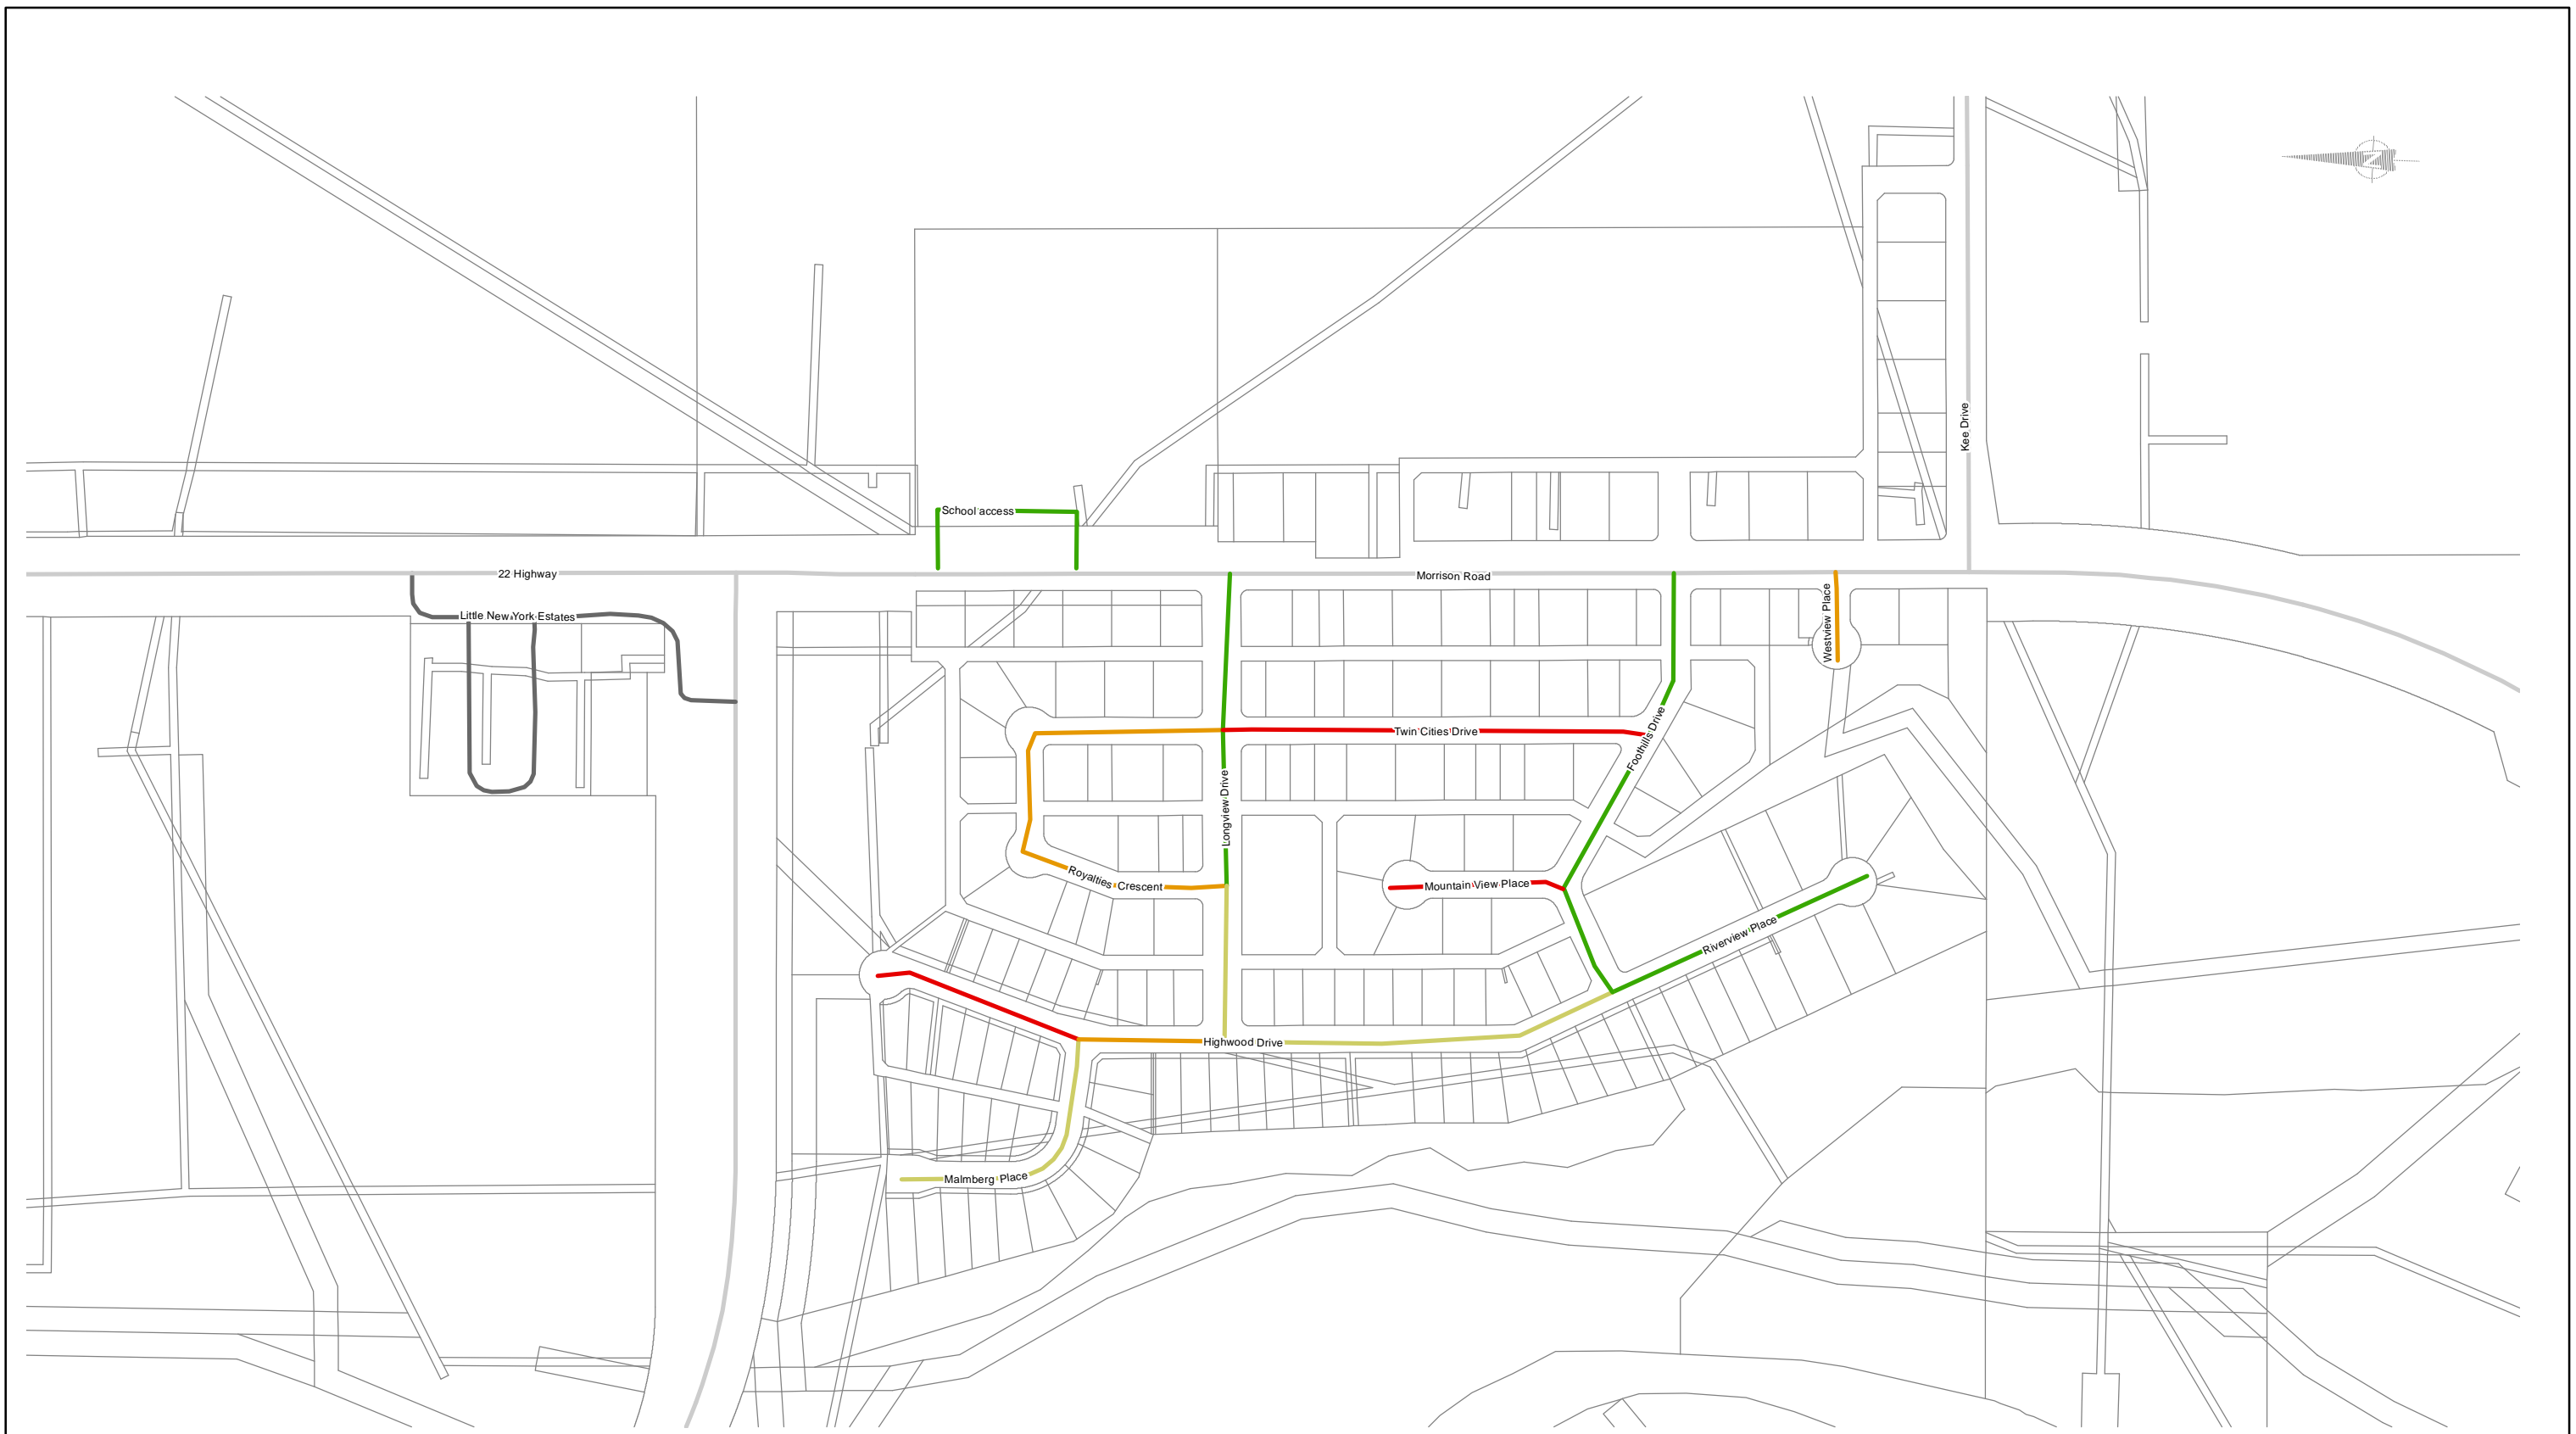 Kee Drive
School access
22 Highway
Morrison Road
Westview Place
Little New York Estates
Twin Cities Drive
Foothills Drive
Longview Drive
Royalties Crescent
Mountain View Place
Riverview Place
Highwood Drive
Malmberg Place